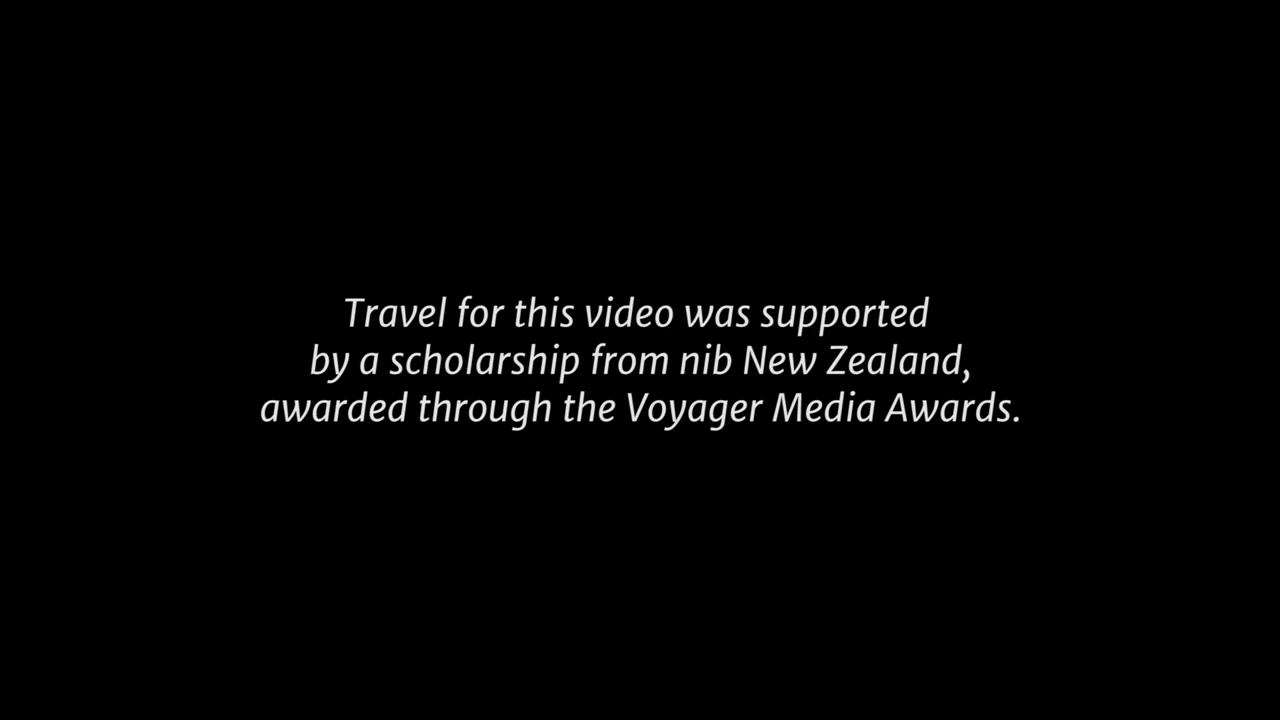 Travel for this video was supported
by a scholarship from nib New Zealand,
awarded through the Voyager Media Awards.